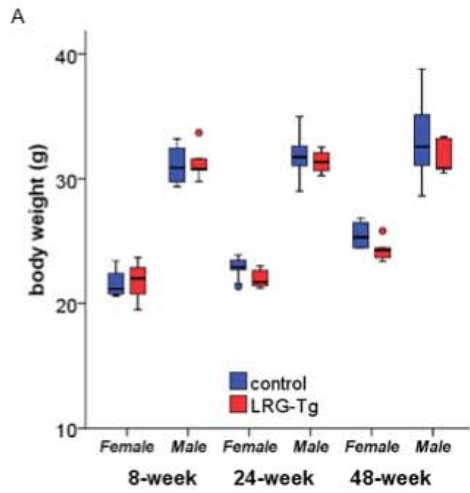 A
body weight (g)
40
30
20
10
control
LRG-Tg
Female Male Female Male Female Male
8-week 24-week 48-week